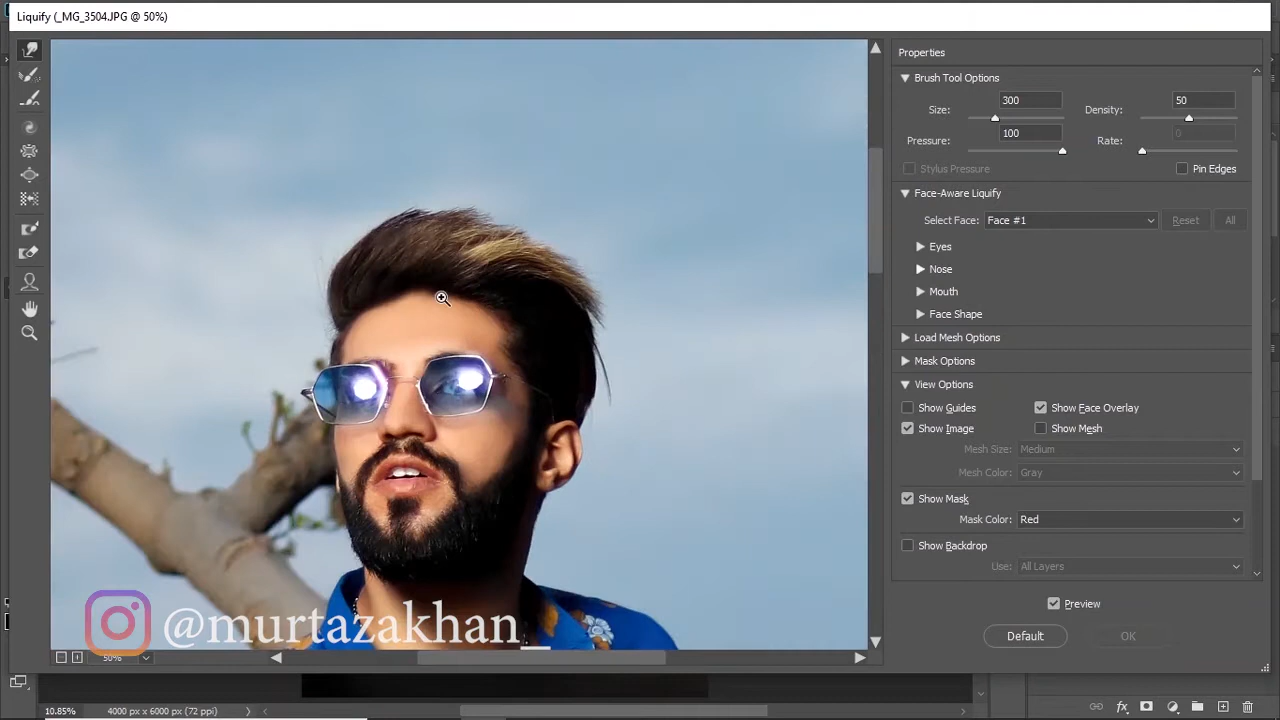 Liquify (_MG_3504.JPG @ 50%)
Properties
Brush Tool Options
Size: 300 Density: 50
Pressure: 100 Rate: 0
Stylus Pressure Pin Edges
Face-Aware Liquify
Select Face: Face #1 Reset All
Eyes
Nose
Mouth
Face Shape
Load Mesh Options
Mask Options
View Options
Show Guides Show Face Overlay
Show Image Show Mesh
Mesh Size: Medium
Mesh Color: Gray
Show Mask
Mask Color: Red
Show Backdrop
Use: All Layers
Preview
Default OK
@murtazakhan_
50%
10.85% 4000 px x 6000 px (72 ppi)
fx